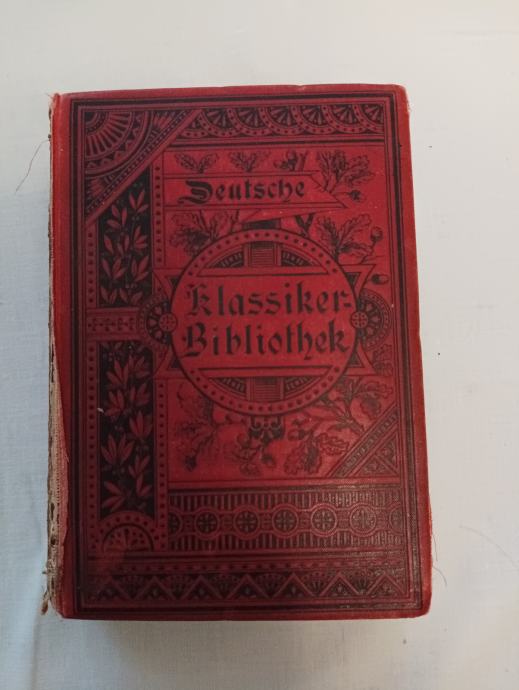 Deutsche
Klassiker-
Bibliothek